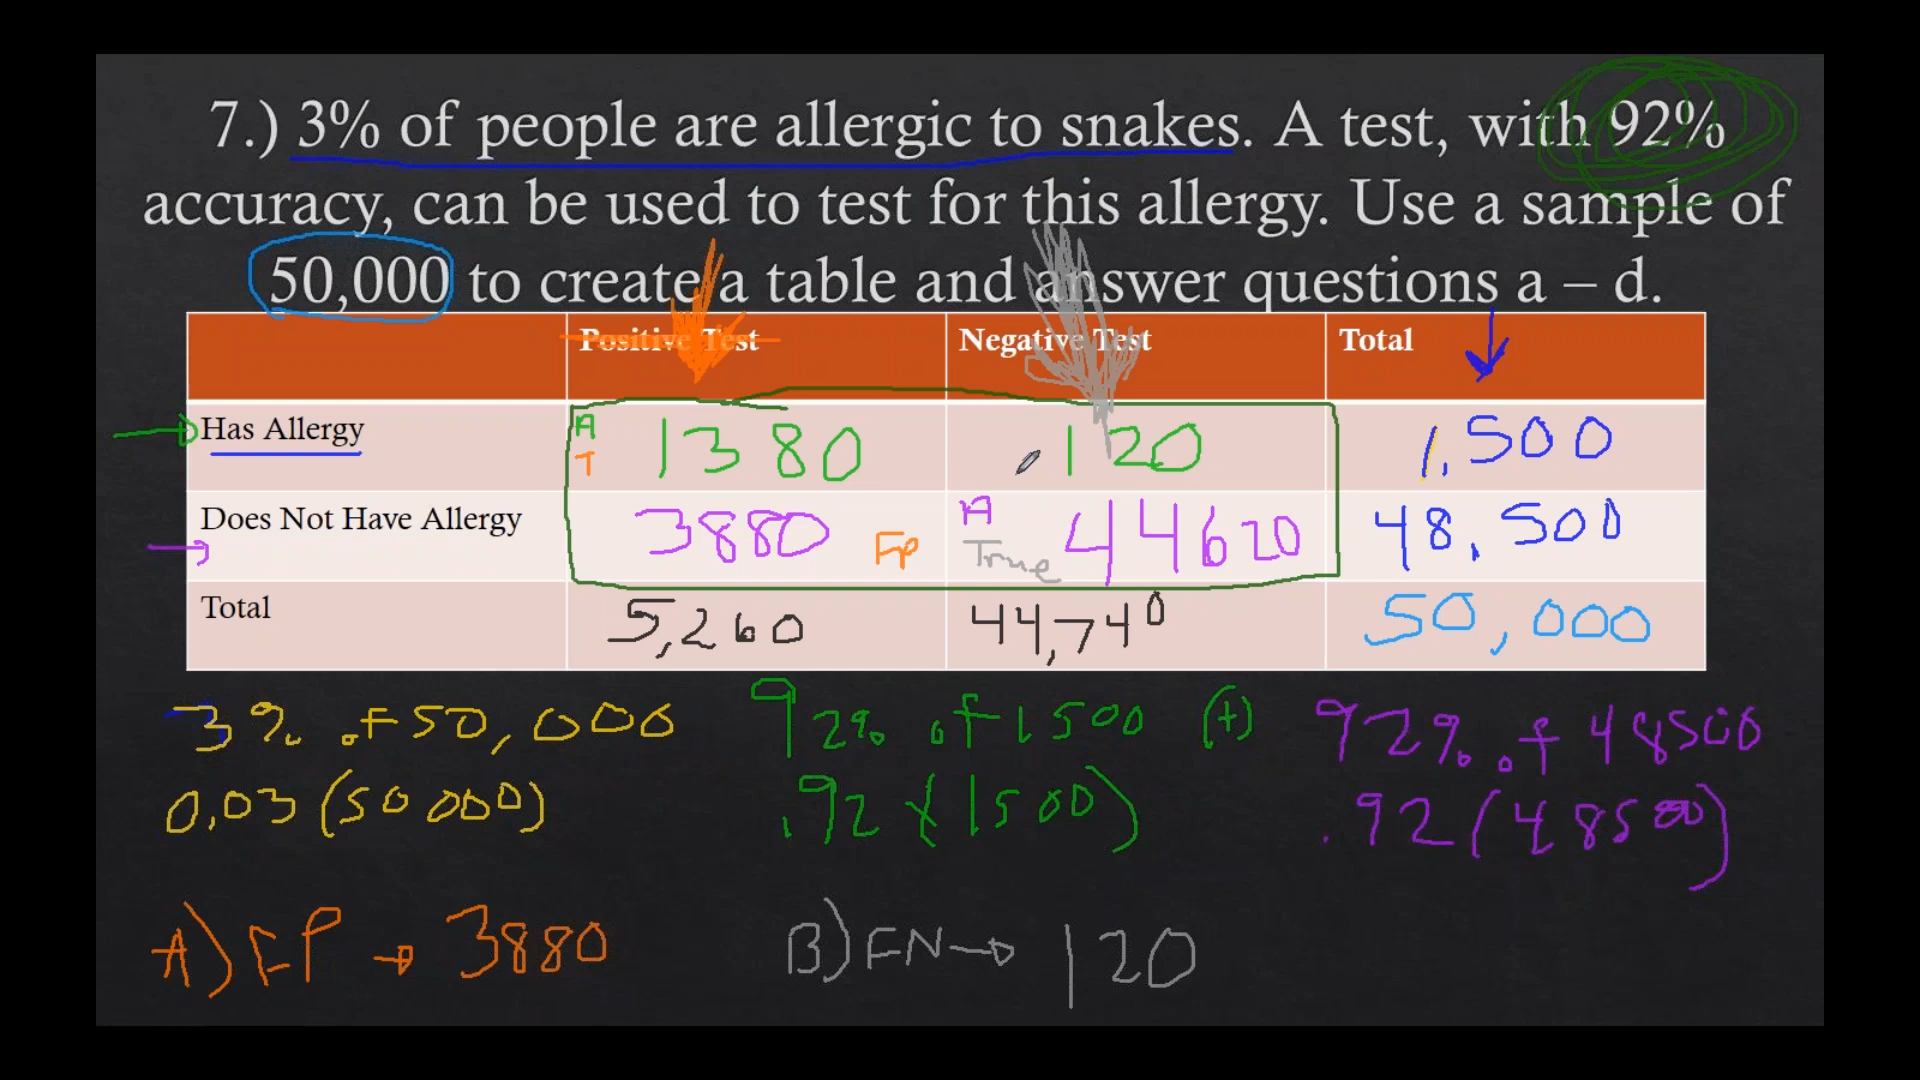 7.) 3% of people are allergic to snakes. A test, with 92%
accuracy, can be used to test for this allergy. Use a sample of
50,000 to create a table and answer questions a – d.
Positive Test Negative Test Total
Has Allergy A T 1380 120 1,500
Does Not Have Allergy 3880 FP A True 44620 48,500
Total 5,260 44,740 50,000
3% of 50,000 92% of 1500 (+) 92% of 48500
0.03 (50000) .92 (1500) .92 (48500)
A) FP → 3880 B) FN → 120